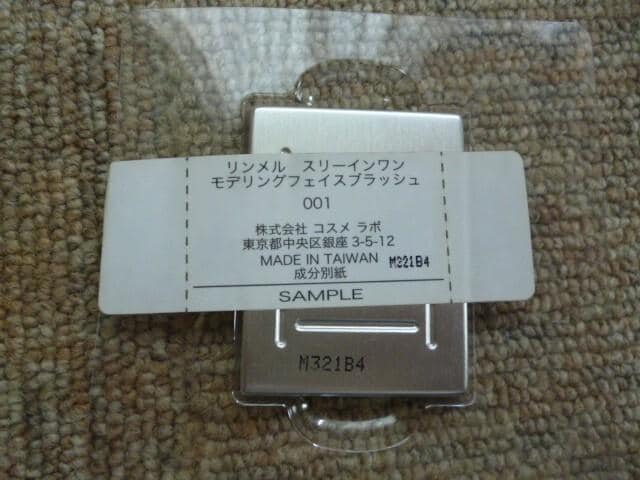 リンメル スリーインワン
モデリングフェイスブラッシュ
001
株式会社 コスメ ラボ
東京都中央区銀座 3-5-12
MADE IN TAIWAN M321B4
成分別紙
SAMPLE
M321B4